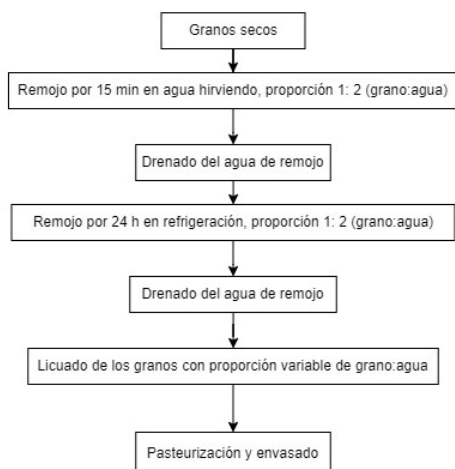 Granos secos
Remojo por 15 min en agua hirviendo, proporción 1: 2 (grano:agua)
Drenado del agua de remojo
Remojo por 24 h en refrigeración, proporción 1: 2 (grano:agua)
Drenado del agua de remojo
Licuado de los granos con proporción variable de grano:agua
Pasteurización y envasado